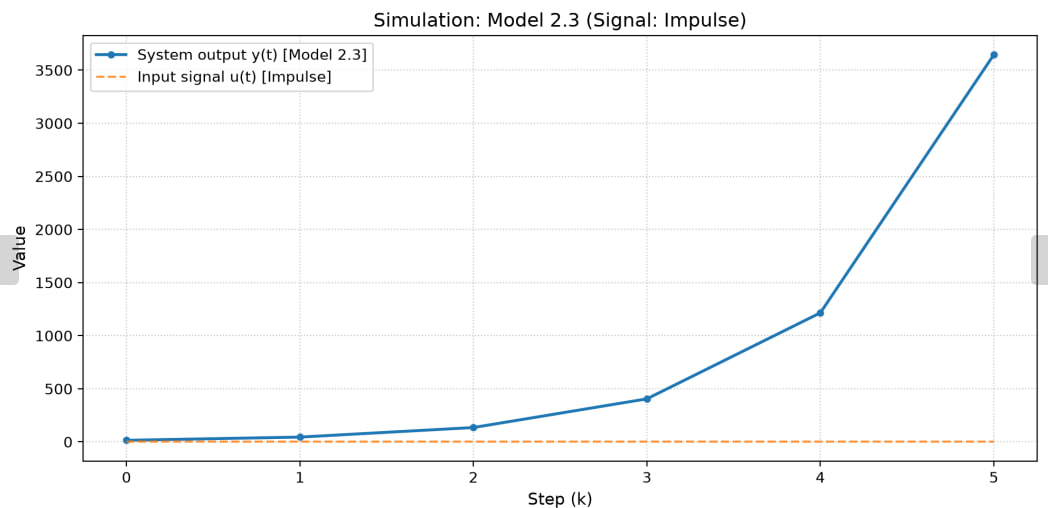 Simulation: Model 2.3 (Signal: Impulse)
System output y(t) [Model 2.3]
Input signal u(t) [Impulse]
Value
3500
3000
2500
2000
1500
1000
500
0
0 1 2 3 4 5
Step (k)